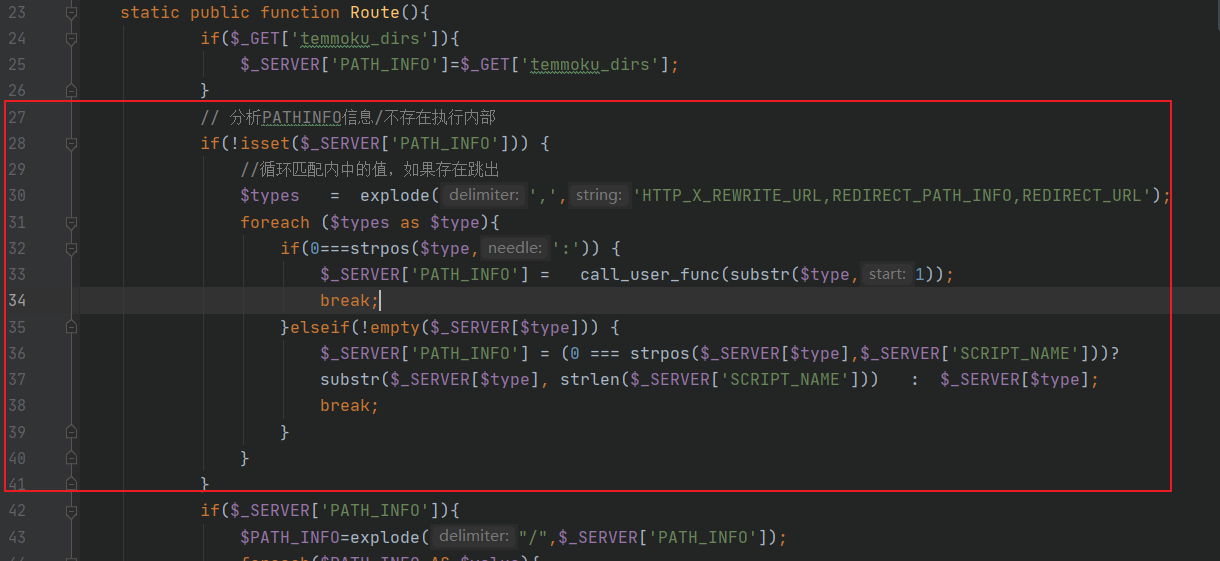 23 static public function Route(){
24 if($_GET['temmoku_dirs']){
25 $_SERVER['PATH_INFO']=$_GET['temmoku_dirs'];
26 }
27 // 分析PATHINFO信息/不存在执行内部
28 if(!isset($_SERVER['PATH_INFO'])) {
29 //循环匹配内中的值，如果存在跳出
30 $types = explode( delimiter: ',', string: 'HTTP_X_REWRITE_URL,REDIRECT_PATH_INFO,REDIRECT_URL');
31 foreach ($types as $type){
32 if(0===strpos($type, needle: ':')) {
33 $_SERVER['PATH_INFO'] = call_user_func(substr($type, start: 1));
34 break;
35 }elseif(!empty($_SERVER[$type])) {
36 $_SERVER['PATH_INFO'] = (0 === strpos($_SERVER[$type],$_SERVER['SCRIPT_NAME']))?
37 substr($_SERVER[$type], strlen($_SERVER['SCRIPT_NAME'])) : $_SERVER[$type];
38 break;
39 }
40 }
41 }
42 if($_SERVER['PATH_INFO']){
43 $PATH_INFO=explode( delimiter: "/",$_SERVER['PATH_INFO']);
foreach($PATH_INFO AS $value){